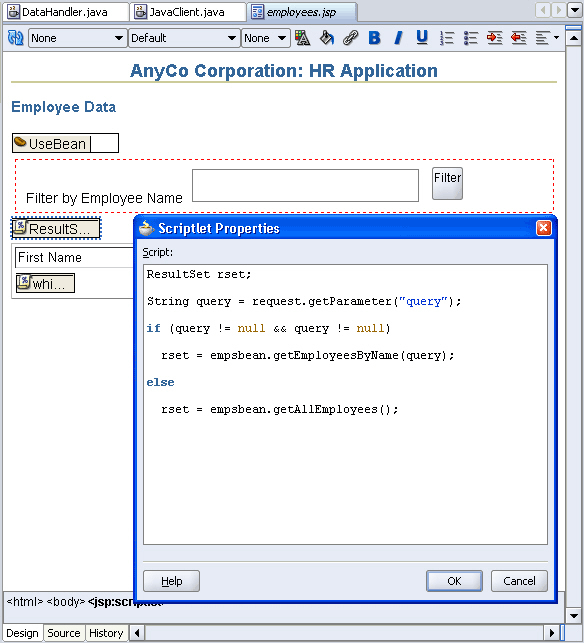 DataHandler.java JavaClient.java employees.jsp
None Default None B I U
AnyCo Corporation: HR Application
Employee Data
UseBean
Filter by Employee Name Filter
ResultS...
First Name
whi...
Scriptlet Properties
Script:
ResultSet rset;
String query = request.getParameter("query");
if (query != null && query != null)
rset = empsbean.getEmployeesByName(query);
else
rset = empsbean.getAllEmployees();
Help OK Cancel
<html> <body> <jsp:scriptlet>
Design Source History